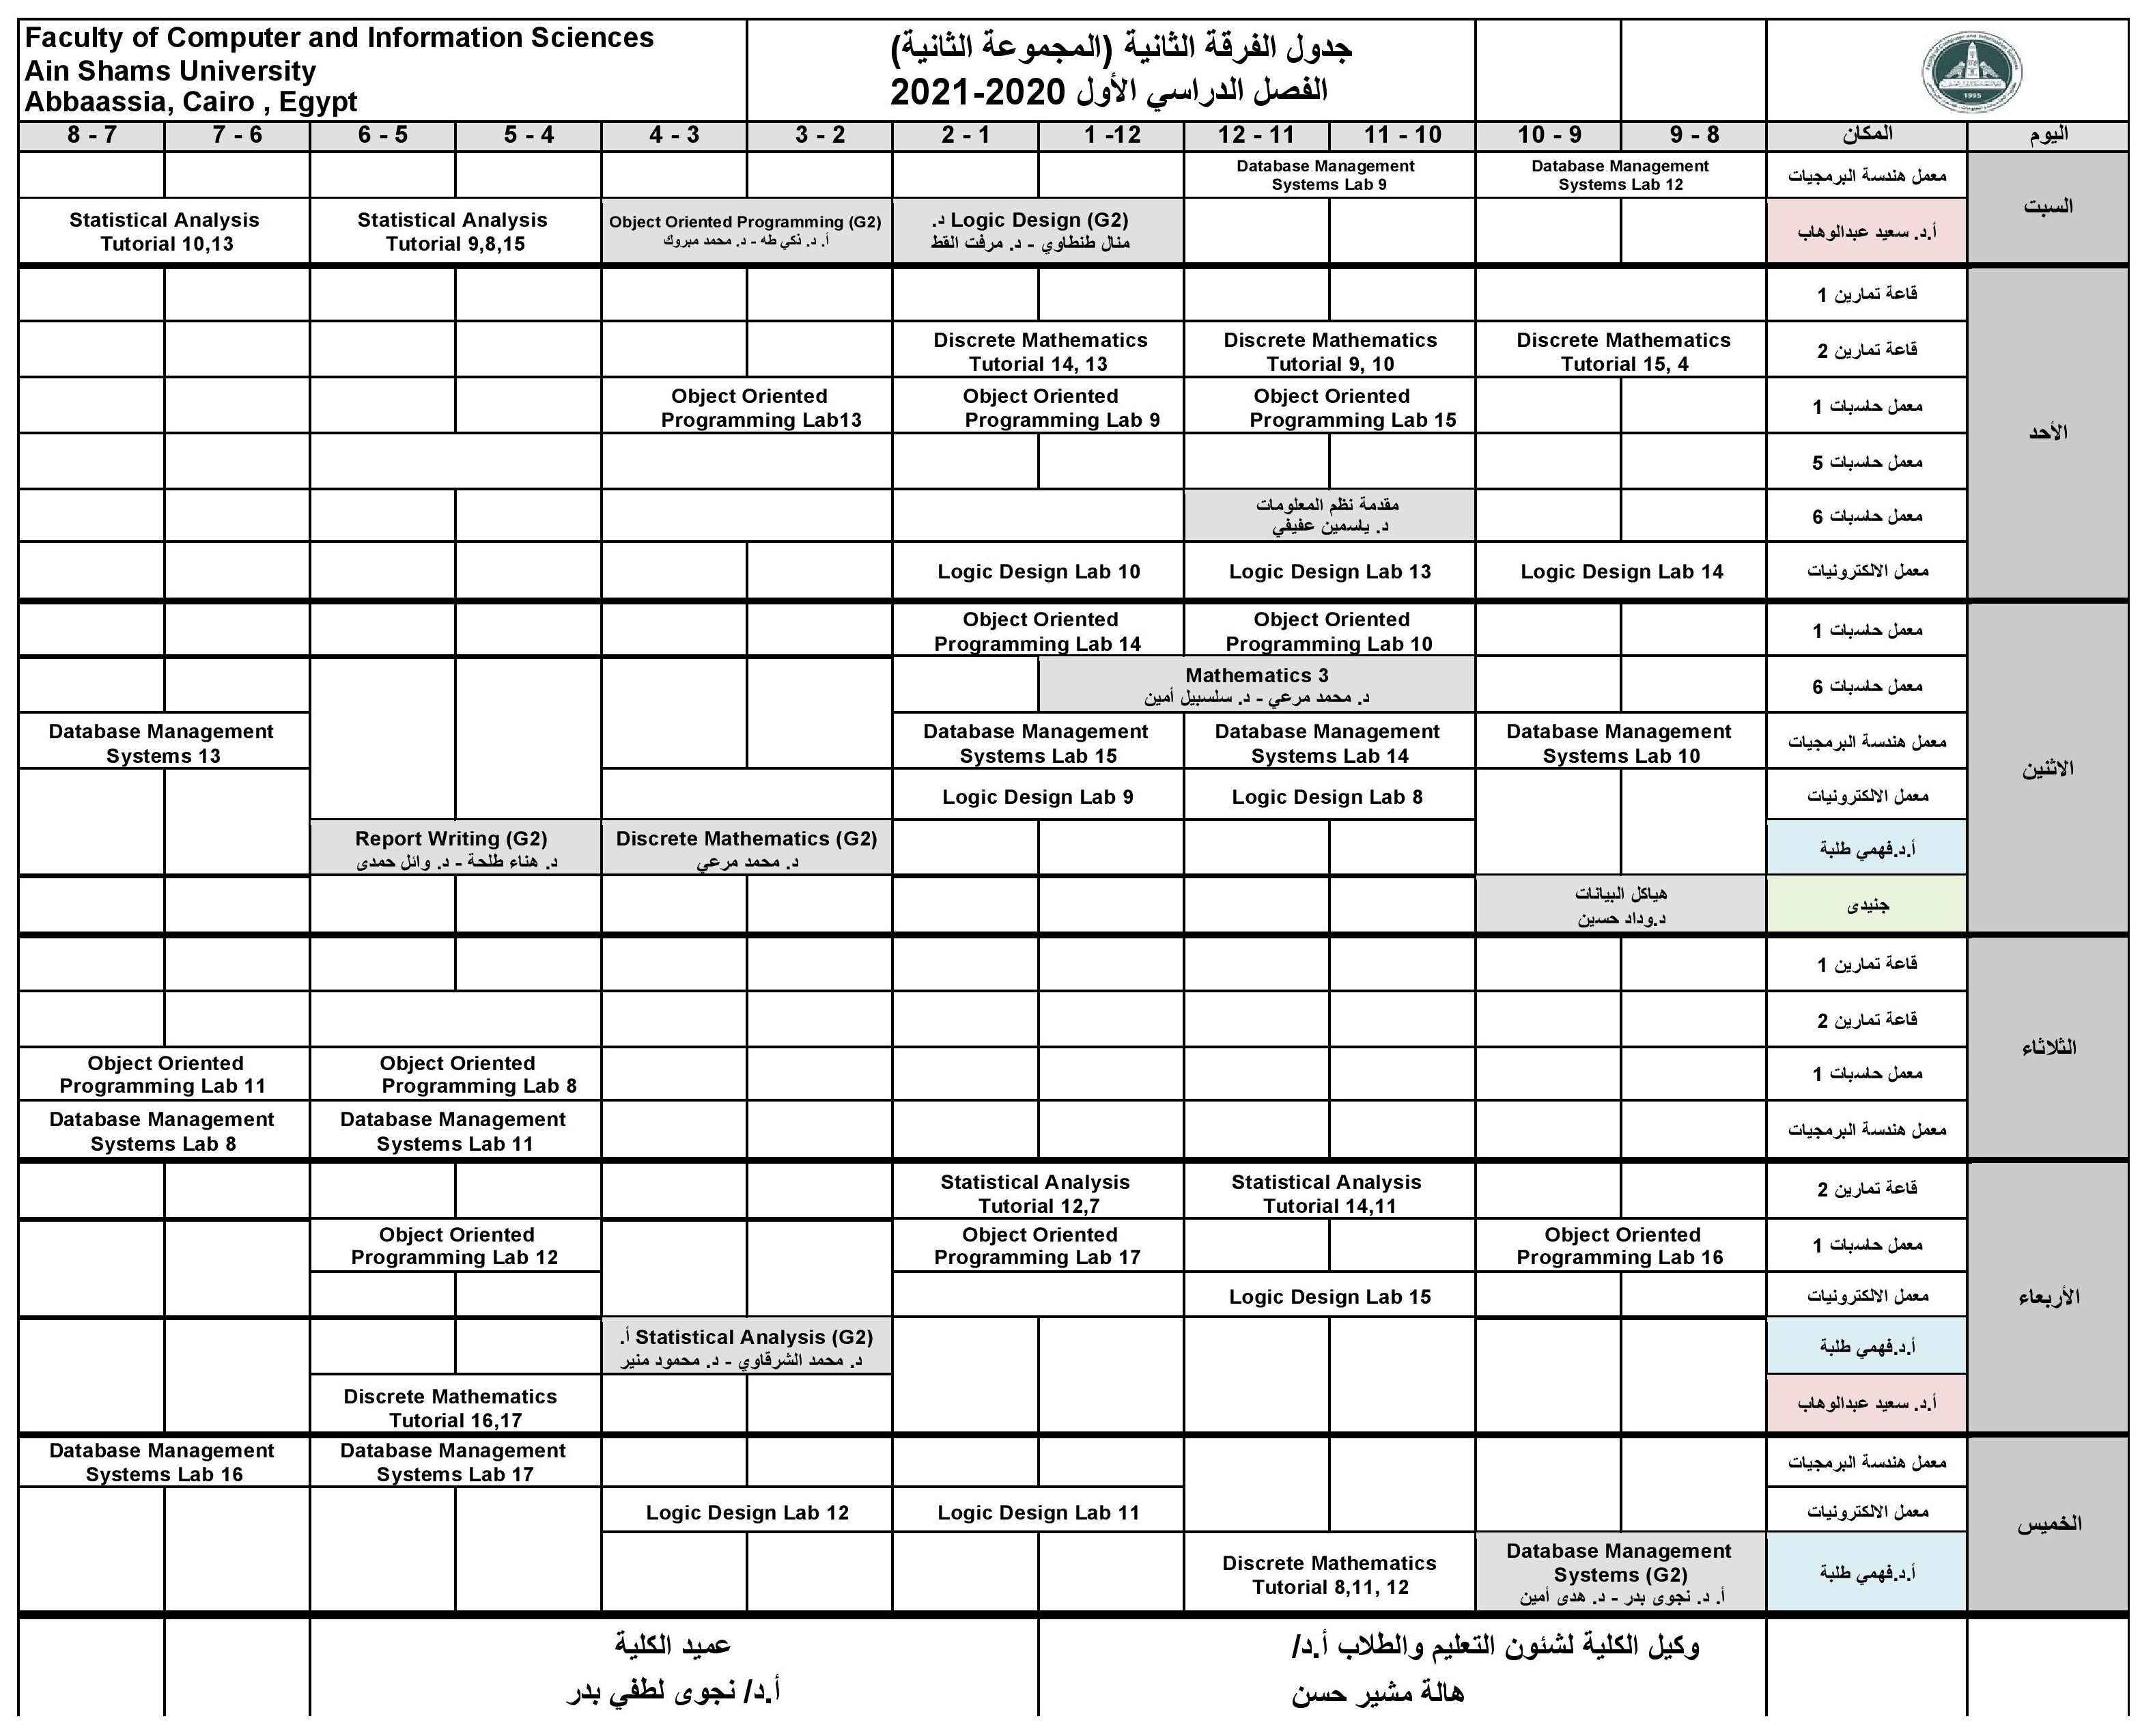 Faculty of Computer and Information Sciences
Ain Shams University
Abbaassia, Cairo , Egypt
جدول الفرقة الثانية (المجموعة الثانية)
الفصل الدراسي الأول 2020-2021
1995
8 - 7
7 - 6
6 - 5
5 - 4
4 - 3
3 - 2
2 - 1
1 -12
12 - 11
11 - 10
10 - 9
9 - 8
المكان
اليوم
السبت
Database Management
Systems Lab 9
Database Management
Systems Lab 12
معمل هندسة البرمجيات
Statistical Analysis
Tutorial 10,13
Statistical Analysis
Tutorial 9,8,15
Object Oriented Programming (G2)
أ. د. زكي طه - د. محمد مبروك
Logic Design (G2) د.
منال طنطاوي - د. مرفت القط
أ.د. سعيد عبدالوهاب
الأحد
قاعة تمارين 1
Discrete Mathematics
Tutorial 14, 13
Discrete Mathematics
Tutorial 9, 10
Discrete Mathematics
Tutorial 15, 4
قاعة تمارين 2
Object Oriented
Programming Lab13
Object Oriented
Programming Lab 9
Object Oriented
Programming Lab 15
معمل حاسبات 1
معمل حاسبات 5
مقدمة نظم المعلومات
د. ياسمين عفيفي
معمل حاسبات 6
Logic Design Lab 10
Logic Design Lab 13
Logic Design Lab 14
معمل الالكترونيات
الاثنين
Object Oriented
Programming Lab 14
Object Oriented
Programming Lab 10
معمل حاسبات 1
Mathematics 3
د. محمد مرعي - د. سلسبيل أمين
معمل حاسبات 6
Database Management
Systems 13
Database Management
Systems Lab 15
Database Management
Systems Lab 14
Database Management
Systems Lab 10
معمل هندسة البرمجيات
Logic Design Lab 9
Logic Design Lab 8
معمل الالكترونيات
Report Writing (G2)
د. هناء طلحة - د. وائل حمدى
Discrete Mathematics (G2)
د. محمد مرعي
أ.د.فهمي طلبة
هياكل البيانات
د.وداد حسين
جنيدى
الثلاثاء
قاعة تمارين 1
قاعة تمارين 2
Object Oriented
Programming Lab 11
Object Oriented
Programming Lab 8
معمل حاسبات 1
Database Management
Systems Lab 8
Database Management
Systems Lab 11
معمل هندسة البرمجيات
الأربعاء
Statistical Analysis
Tutorial 12,7
Statistical Analysis
Tutorial 14,11
قاعة تمارين 2
Object Oriented
Programming Lab 12
Object Oriented
Programming Lab 17
Object Oriented
Programming Lab 16
معمل حاسبات 1
Logic Design Lab 15
معمل الالكترونيات
Statistical Analysis (G2) أ.
د. محمد الشرقاوي - د. محمود منير
أ.د.فهمي طلبة
Discrete Mathematics
Tutorial 16,17
أ.د. سعيد عبدالوهاب
الخميس
Database Management
Systems Lab 16
Database Management
Systems Lab 17
معمل هندسة البرمجيات
Logic Design Lab 12
Logic Design Lab 11
معمل الالكترونيات
Discrete Mathematics
Tutorial 8,11, 12
Database Management
Systems (G2)
أ. د. نجوى بدر - د. هدى أمين
أ.د.فهمي طلبة
وكيل الكلية لشئون التعليم والطلاب أ.د/
هالة مشير حسن
عميد الكلية
أ.د/ نجوى لطفي بدر